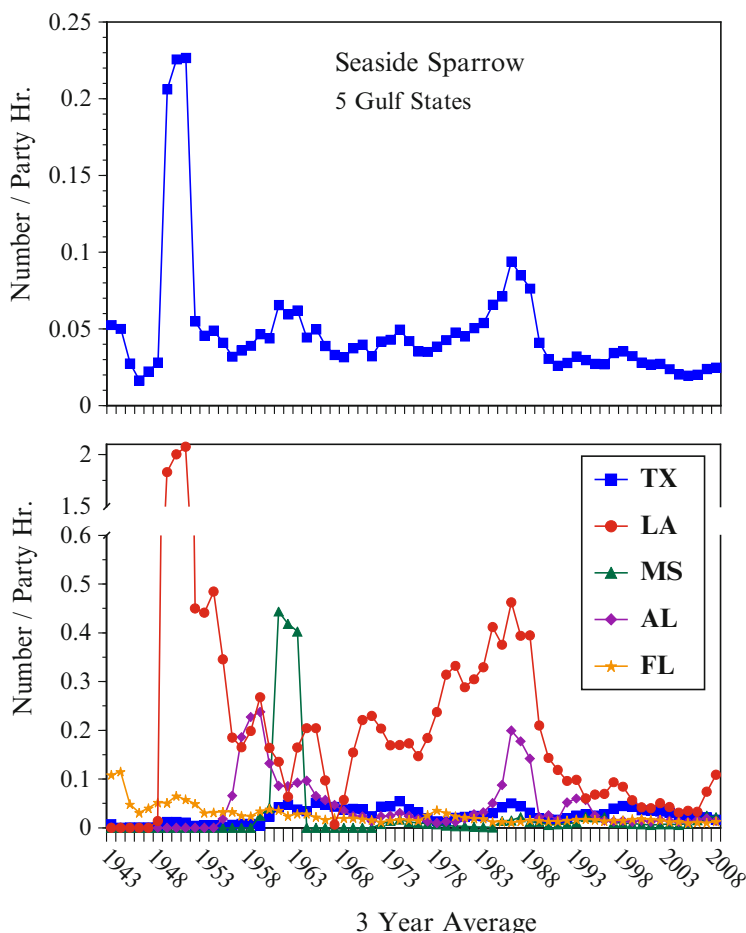 0.25
0.2
0.15
0.1
0.05
0
Number / Party Hr.
Seaside Sparrow
5 Gulf States
2
1.5
0.6
0.5
0.4
0.3
0.2
0.1
0
Number / Party Hr.
TX
LA
MS
AL
FL
1943
1948
1953
1958
1963
1968
1973
1978
1983
1988
1993
1998
2003
2008
3 Year Average